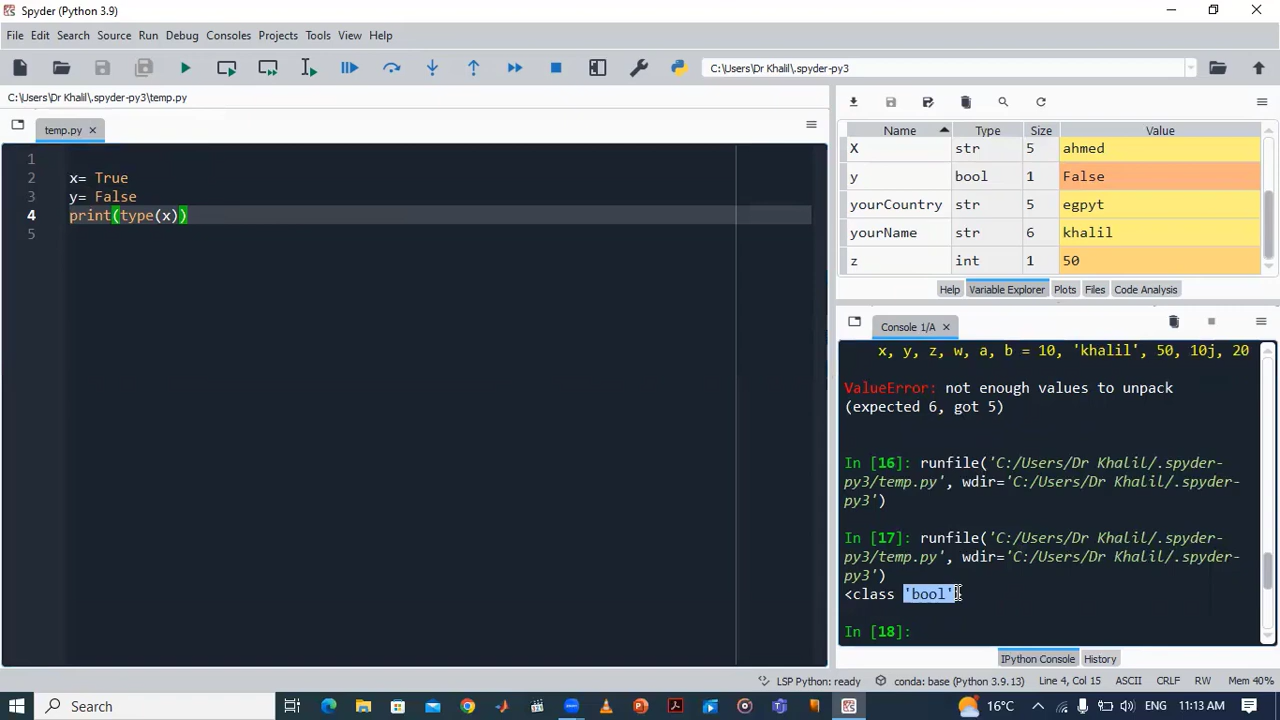 Spyder (Python 3.9)
File Edit Search Source Run Debug Consoles Projects Tools View Help
C:\Users\Dr Khalil\.spyder-py3
C:\Users\Dr Khalil\.spyder-py3\temp.py
temp.py
1
2 x= True
3 y= False
4 print(type(x))
5
Name Type Size Value
X str 5 ahmed
y bool 1 False
yourCountry str 5 egpyt
yourName str 6 khalil
z int 1 50
Help Variable Explorer Plots Files Code Analysis
Console 1/A
x, y, z, w, a, b = 10, 'khalil', 50, 10j, 20
ValueError: not enough values to unpack
(expected 6, got 5)
In [16]: runfile('C:/Users/Dr Khalil/.spyder-
py3/temp.py', wdir='C:/Users/Dr Khalil/.spyder-
py3')
In [17]: runfile('C:/Users/Dr Khalil/.spyder-
py3/temp.py', wdir='C:/Users/Dr Khalil/.spyder-
py3')
<class 'bool'>
In [18]:
IPython Console History
LSP Python: ready conda: base (Python 3.9.13) Line 4, Col 15 ASCII CRLF RW Mem 40%
Search 16°C ENG 11:13 AM